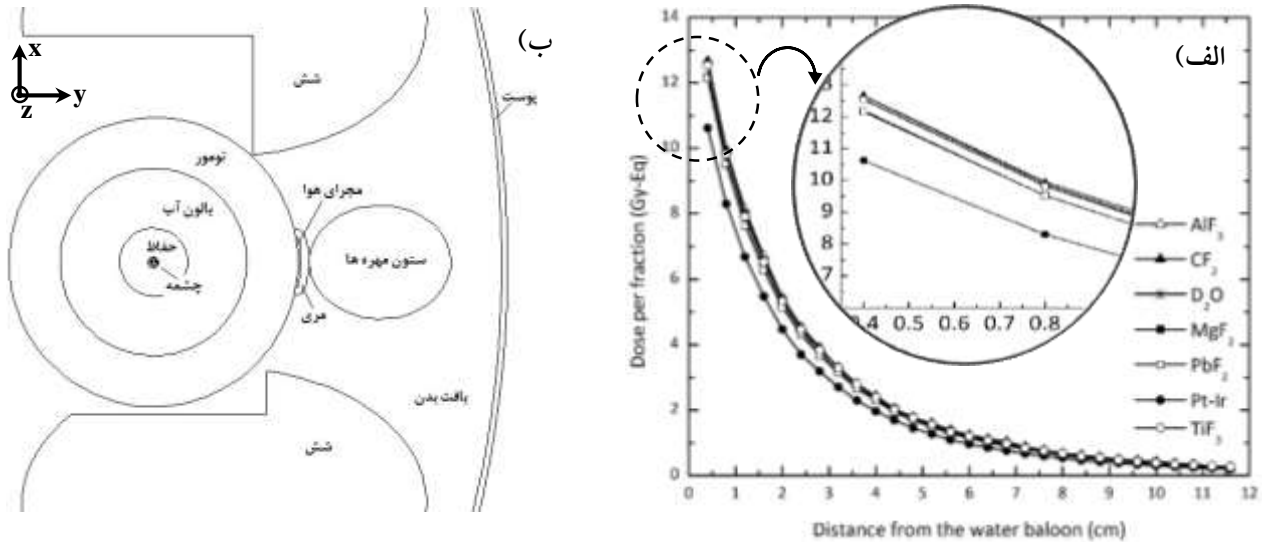 ب)
x
y
z
شش
پوست
تومور
مجرای هوا
بالون آب
حفاظ
ستون مهره ها
چشمه
مری
بافت بدن
شش
الف)
14
12
10
8
6
4
2
0
Dose per fraction (Gy-Eq)
0 1 2 3 4 5 6 7 8 9 10 11 12
Distance from the water baloon (cm)
3
12
11
10
9
8
7
0.4 0.5 0.6 0.7 0.8
AlF₃
CF₂
D₂O
MgF₂
PbF₂
Pt-Ir
TiF₃